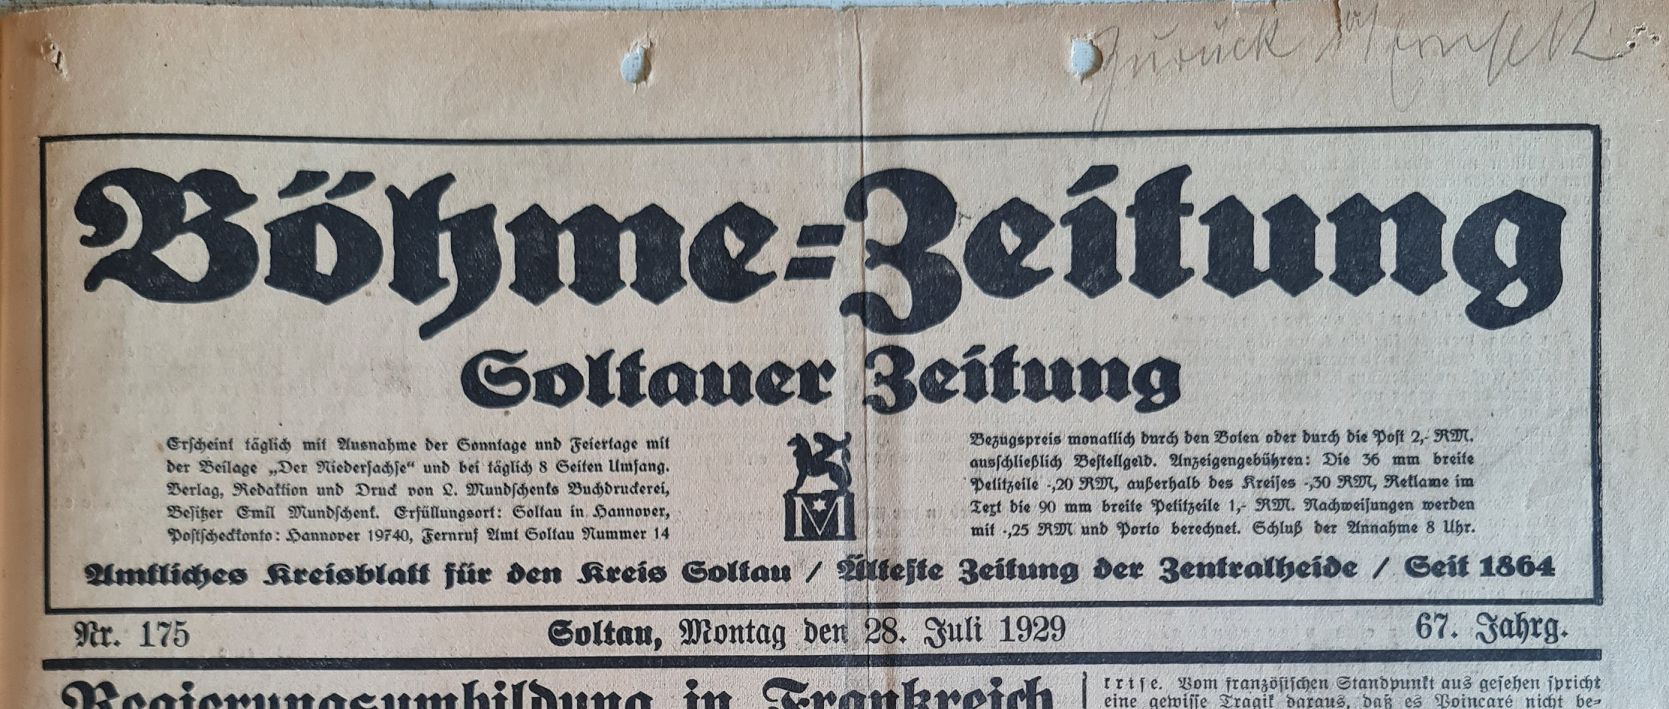 Zurück
Böhme=Zeitung
Soltauer Zeitung
Erscheint täglich mit Ausnahme der Sonntage und Feiertage mit
der Beilage „Der Niedersachse“ und bei täglich 8 Seiten Umfang.
Verlag, Redaktion und Druck von L. Mundschenks Buchdruckerei,
Besitzer Emil Mundschenk. Erfüllungsort: Soltau in Hannover,
Postscheckkonto: Hannover 19740, Fernruf Amt Soltau Nummer 14
M
Bezugspreis monatlich durch den Boten oder durch die Post 2,- RM.
ausschließlich Bestellgeld. Anzeigengebühren: Die 36 mm breite
Petitzeile -,20 RM, außerhalb des Kreises -,30 RM, Reklame im
Text die 90 mm breite Petitzeile 1,- RM. Nachweisungen werden
mit -,25 RM und Porto berechnet. Schluß der Annahme 8 Uhr.
Amtliches Kreisblatt für den Kreis Soltau / Älteste Zeitung der Zentralheide / Seit 1864
Nr. 175 Soltau, Montag den 28. Juli 1929 67. Jahrg.
Regierungsumbildung in Frankreich
krise. Vom französischen Standpunkt aus gesehen spricht
eine gewisse Tragik daraus, daß es Poincaré nicht be=